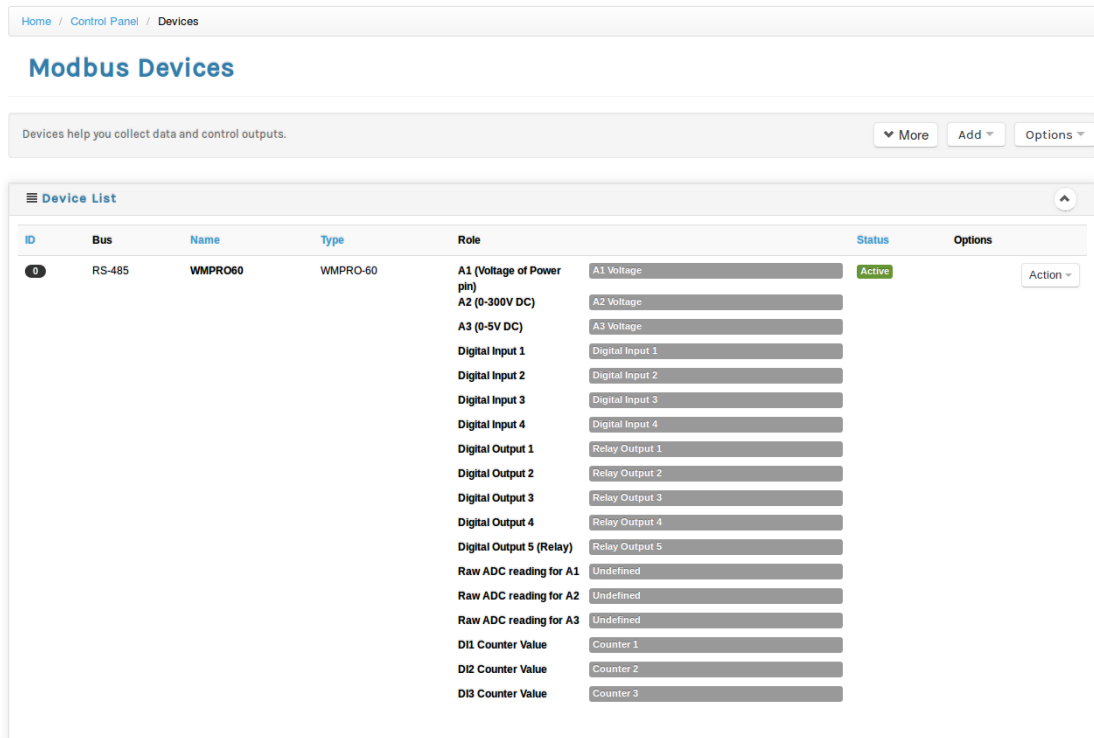 Home / Control Panel / Devices
Modbus Devices
Devices help you collect data and control outputs.
More
Add
Options
Device List
ID Bus Name Type Role Status Options
0 RS-485 WMPRO60 WMPRO-60 A1 (Voltage of Power pin) A1 Voltage Active Action
A2 (0-300V DC) A2 Voltage
A3 (0-5V DC) A3 Voltage
Digital Input 1 Digital Input 1
Digital Input 2 Digital Input 2
Digital Input 3 Digital Input 3
Digital Input 4 Digital Input 4
Digital Output 1 Relay Output 1
Digital Output 2 Relay Output 2
Digital Output 3 Relay Output 3
Digital Output 4 Relay Output 4
Digital Output 5 (Relay) Relay Output 5
Raw ADC reading for A1 Undefined
Raw ADC reading for A2 Undefined
Raw ADC reading for A3 Undefined
DI1 Counter Value Counter 1
DI2 Counter Value Counter 2
DI3 Counter Value Counter 3